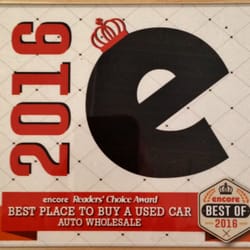 2016
e
encore Readers' Choice Award
BEST PLACE TO BUY A USED CAR
AUTO WHOLESALE
encore
BEST OF
2016